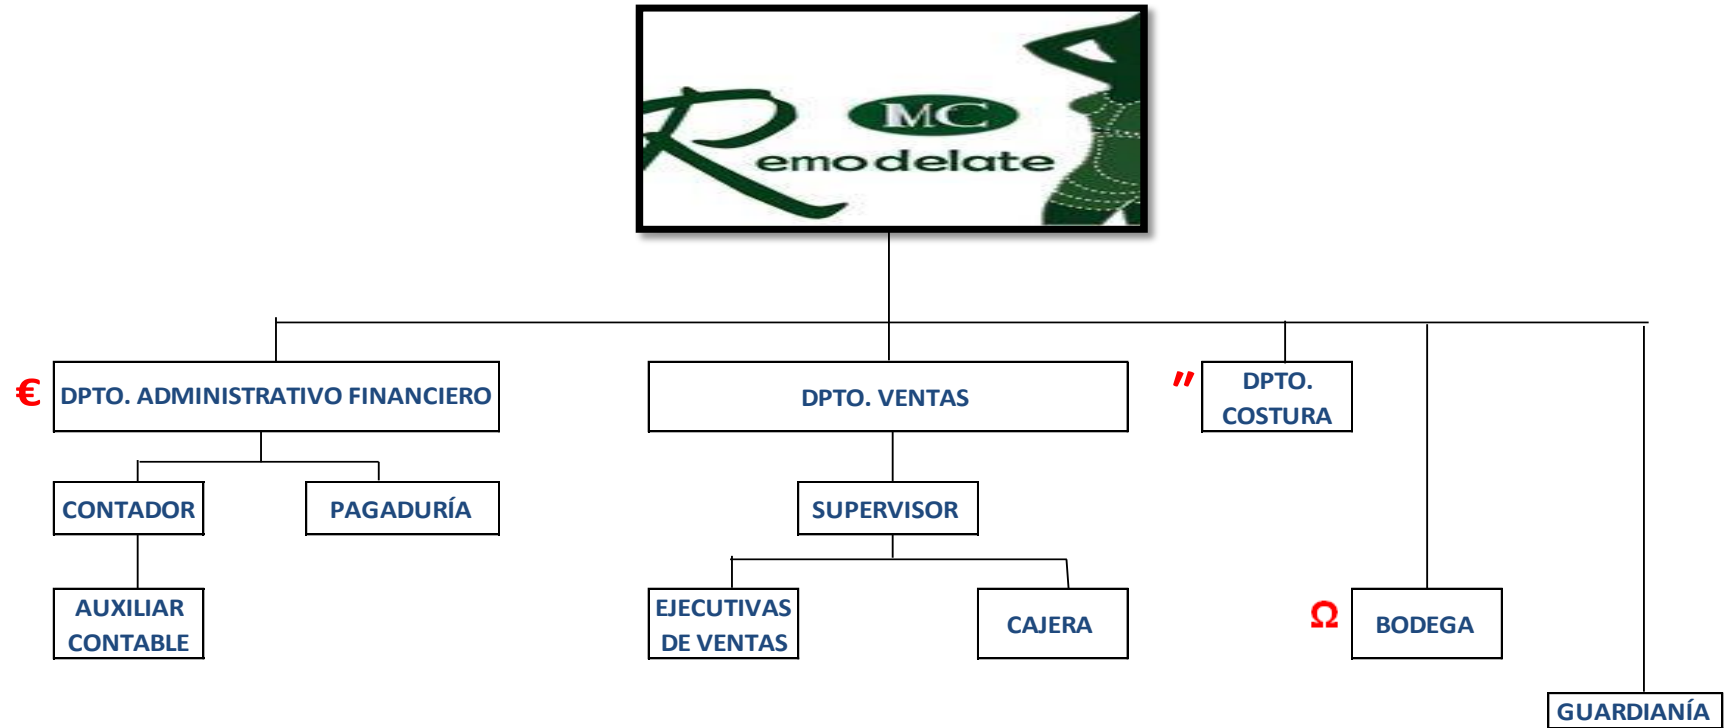 MC
Remodelate
€ DPTO. ADMINISTRATIVO FINANCIERO
DPTO. VENTAS
" DPTO.
COSTURA
CONTADOR
PAGADURÍA
SUPERVISOR
AUXILIAR
CONTABLE
EJECUTIVAS
DE VENTAS
CAJERA
Ω BODEGA
GUARDIANÍA